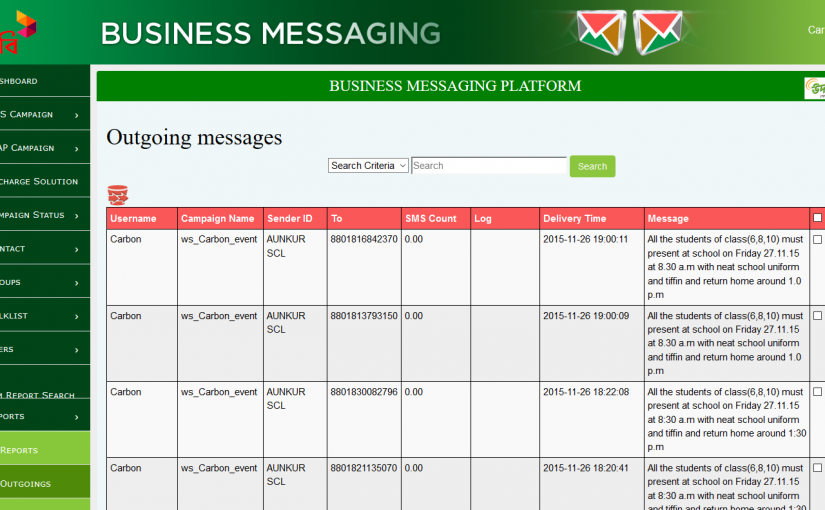 বি
BUSINESS MESSAGING
Car
BUSINESS MESSAGING PLATFORM
SHBOARD
S CAMPAIGN
AP CAMPAIGN
CHARGE SOLUTION
MPAIGN STATUS
NTACT
OUPS
LKLIST
ERS
M REPORT SEARCH
PORTS
REPORTS
OUTGOINGS
Outgoing messages
Search Criteria Search Search
Username Campaign Name Sender ID To SMS Count Log Delivery Time Message
Carbon ws_Carbon_event AUNKUR 8801816842370 0.00 2015-11-26 19:00:11 All the students of class(6,8,10) must
SCL present at school on Friday 27.11.15
at 8.30 a.m with neat school uniform
and tiffin and return home around 1.0
p.m
Carbon ws_Carbon_event AUNKUR 8801813793150 0.00 2015-11-26 19:00:09 All the students of class(6,8,10) must
SCL present at school on Friday 27.11.15
at 8.30 a.m with neat school uniform
and tiffin and return home around 1.0
p.m
Carbon ws_Carbon_event AUNKUR 8801830082796 0.00 2015-11-26 18:22:08 All the students of class(6,8,10) must
SCL present at school on Friday 27.11.15
at 8.30 a.m with neat school uniform
and tiffin and return home around 1:30
p.m
Carbon ws_Carbon_event AUNKUR 8801821135070 0.00 2015-11-26 18:20:41 All the students of class(6,8,10) must
SCL present at school on Friday 27.11.15
at 8.30 a.m with neat school uniform
and tiffin and return home around 1:30